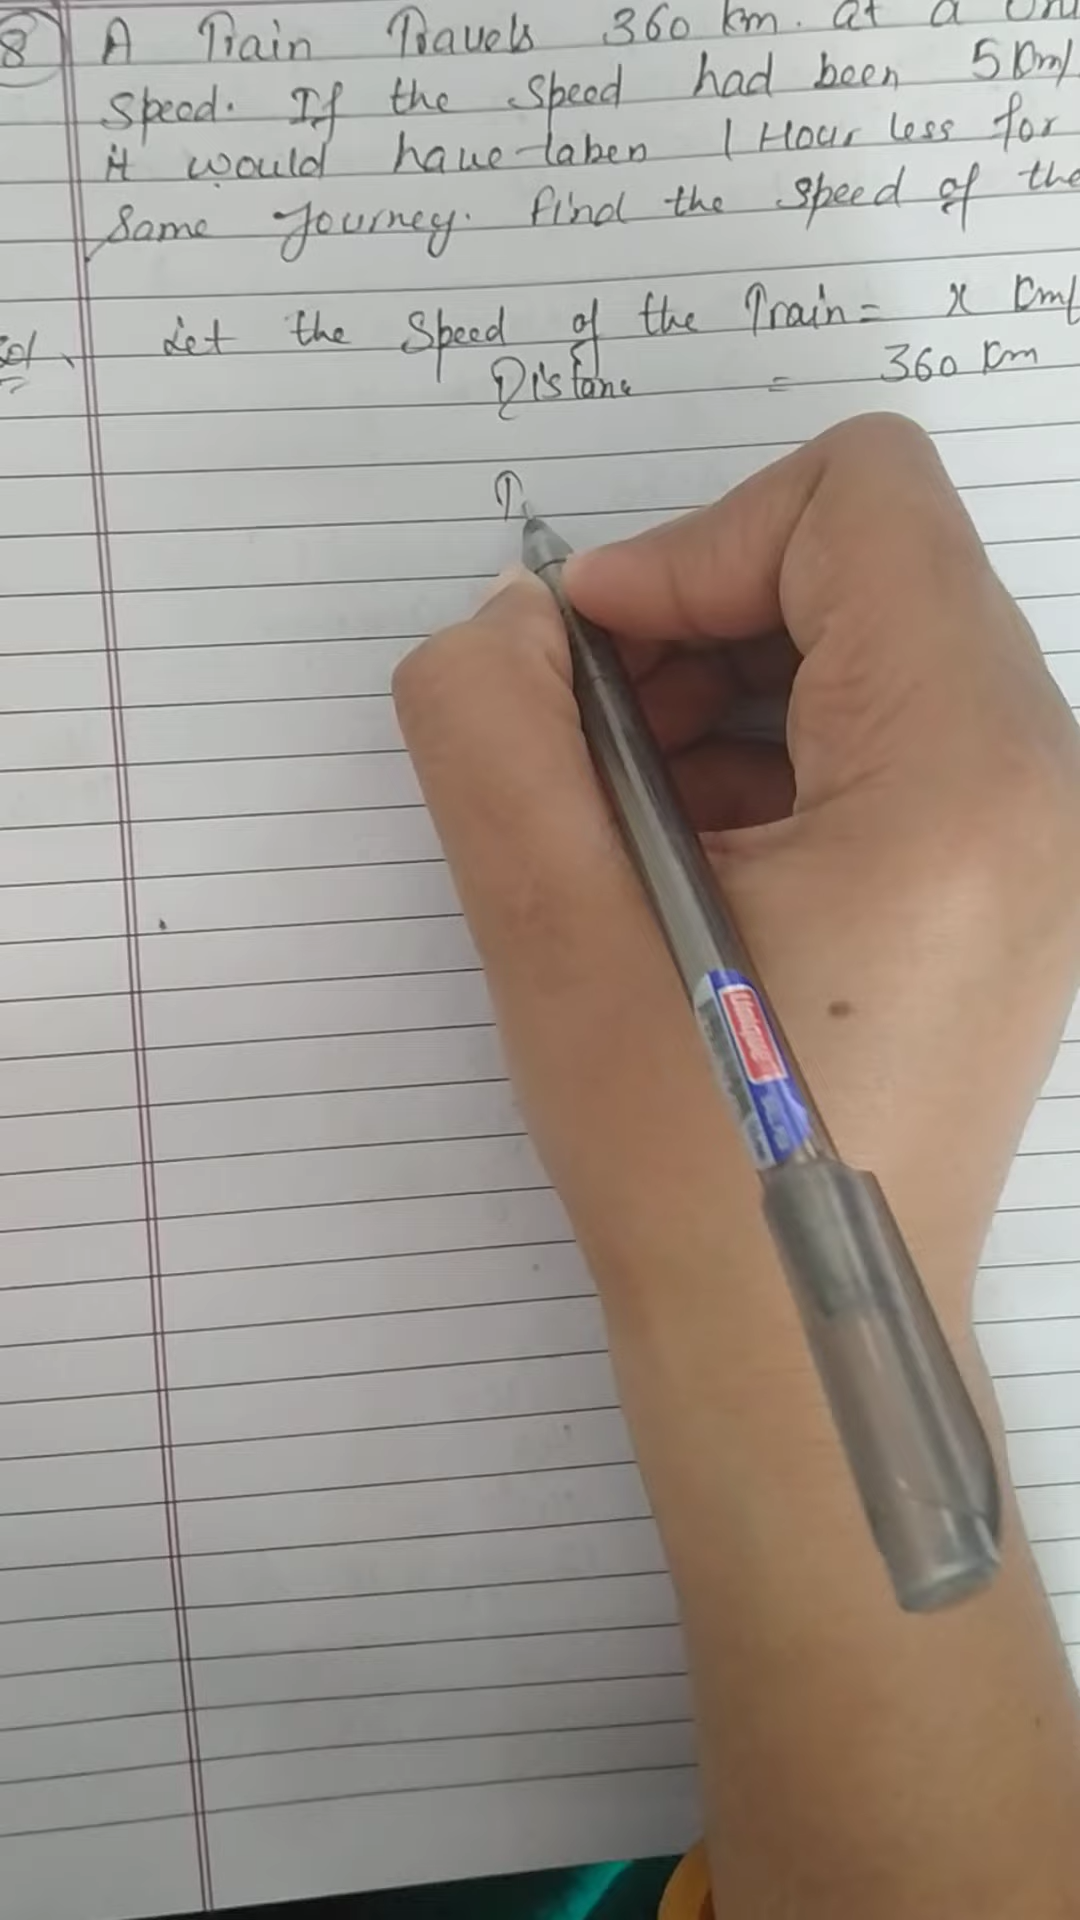 8 A Train Travels 360 km. at a Uni
Speed. If the Speed had been 5 km/
it would have taken 1 Hour less for
Same Journey. find the speed of the
Sol. Let the Speed of the Train = x km/
Distance = 360 km
T
Unique